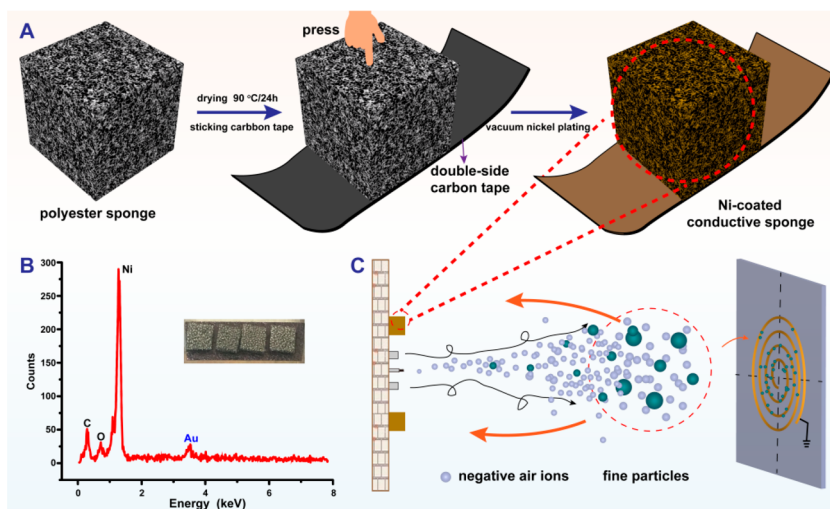 A
press
drying 90 °C/24h
sticking carbbon tape
vacuum nickel plating
double-side
carbon tape
polyester sponge
Ni-coated
conductive sponge
B
C
300
250
200
150
100
50
0
Counts
Ni
C
O
Au
0
2
4
6
8
Energy (keV)
negative air ions
fine particles